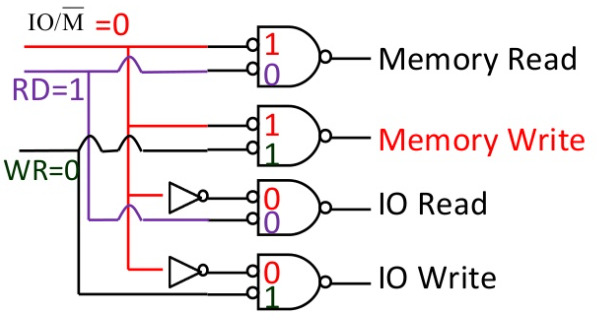 IO/M̅ =0
1
0
Memory Read
RD=1
1
1
Memory Write
WR=0
0
0
IO Read
0
1
IO Write